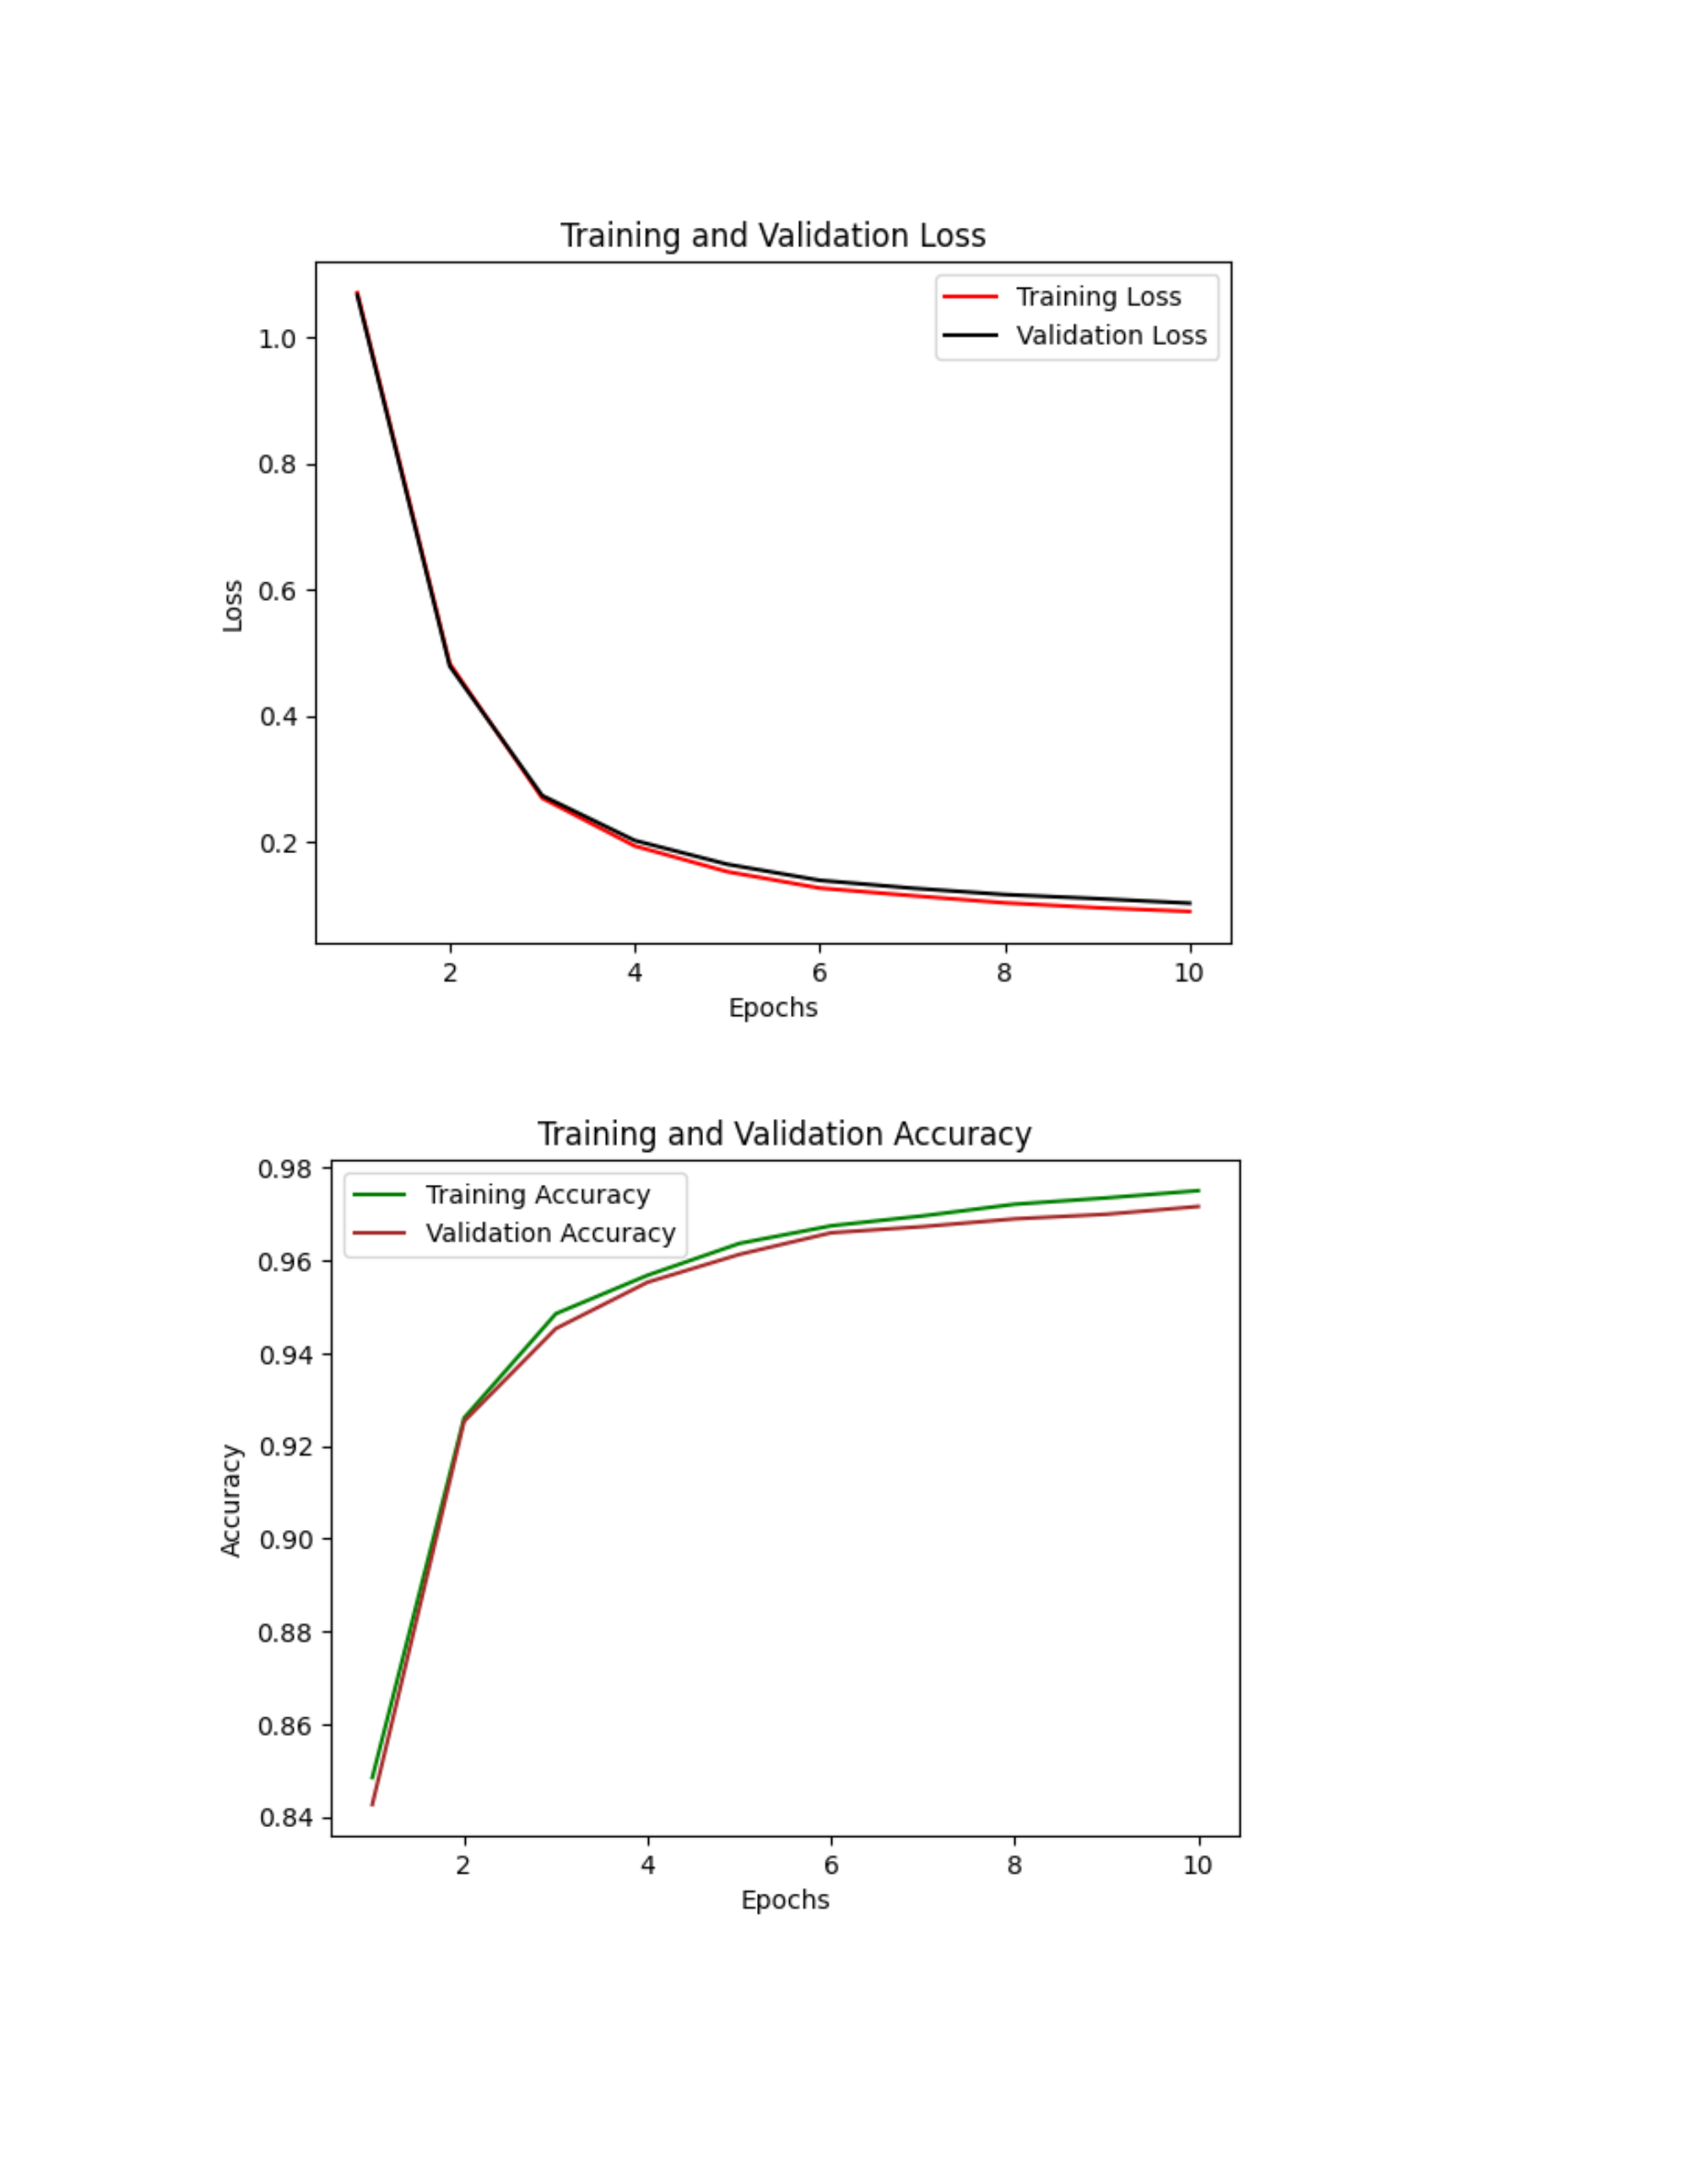 Training and Validation Loss
Training Loss
Validation Loss
1.0
0.8
0.6
0.4
0.2
Loss
2 4 6 8 10
Epochs
Training and Validation Accuracy
Training Accuracy
Validation Accuracy
0.98
0.96
0.94
0.92
0.90
0.88
0.86
0.84
Accuracy
2 4 6 8 10
Epochs